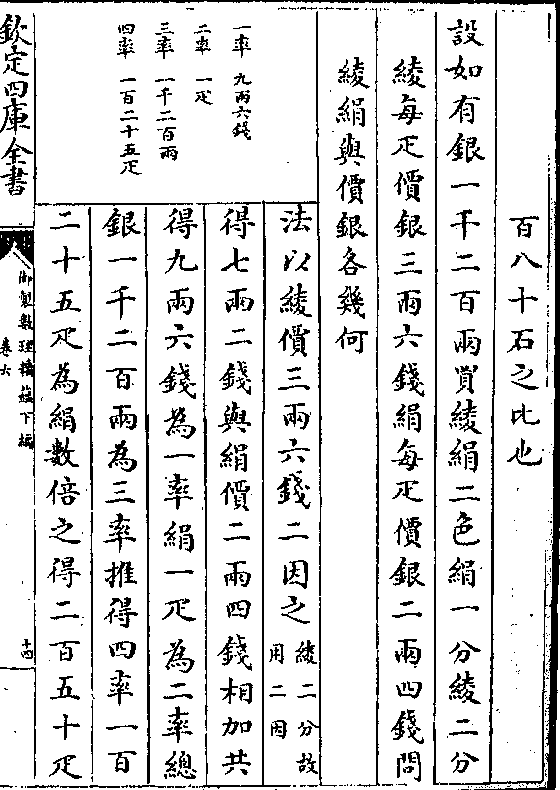 百八十石之比也
設如有銀一千二百兩買綾絹二色絹一分綾二分
綾每疋價銀三兩六錢絹每疋價銀二兩四錢問
綾絹與價銀各幾何
一率 九兩六錢
二率 一疋
三率 一千二百兩
四率 一百二十五疋
法以綾價三兩六錢二因之綾二分故用二因
得七兩二錢與絹價二兩四錢相加共
得九兩六錢為一率絹一疋為二率總
銀一千二百兩為三率推得四率一百
二十五疋為絹數倍之得二百五十疋
欽定四庫全書
御製數理精蘊下編
卷六
十四